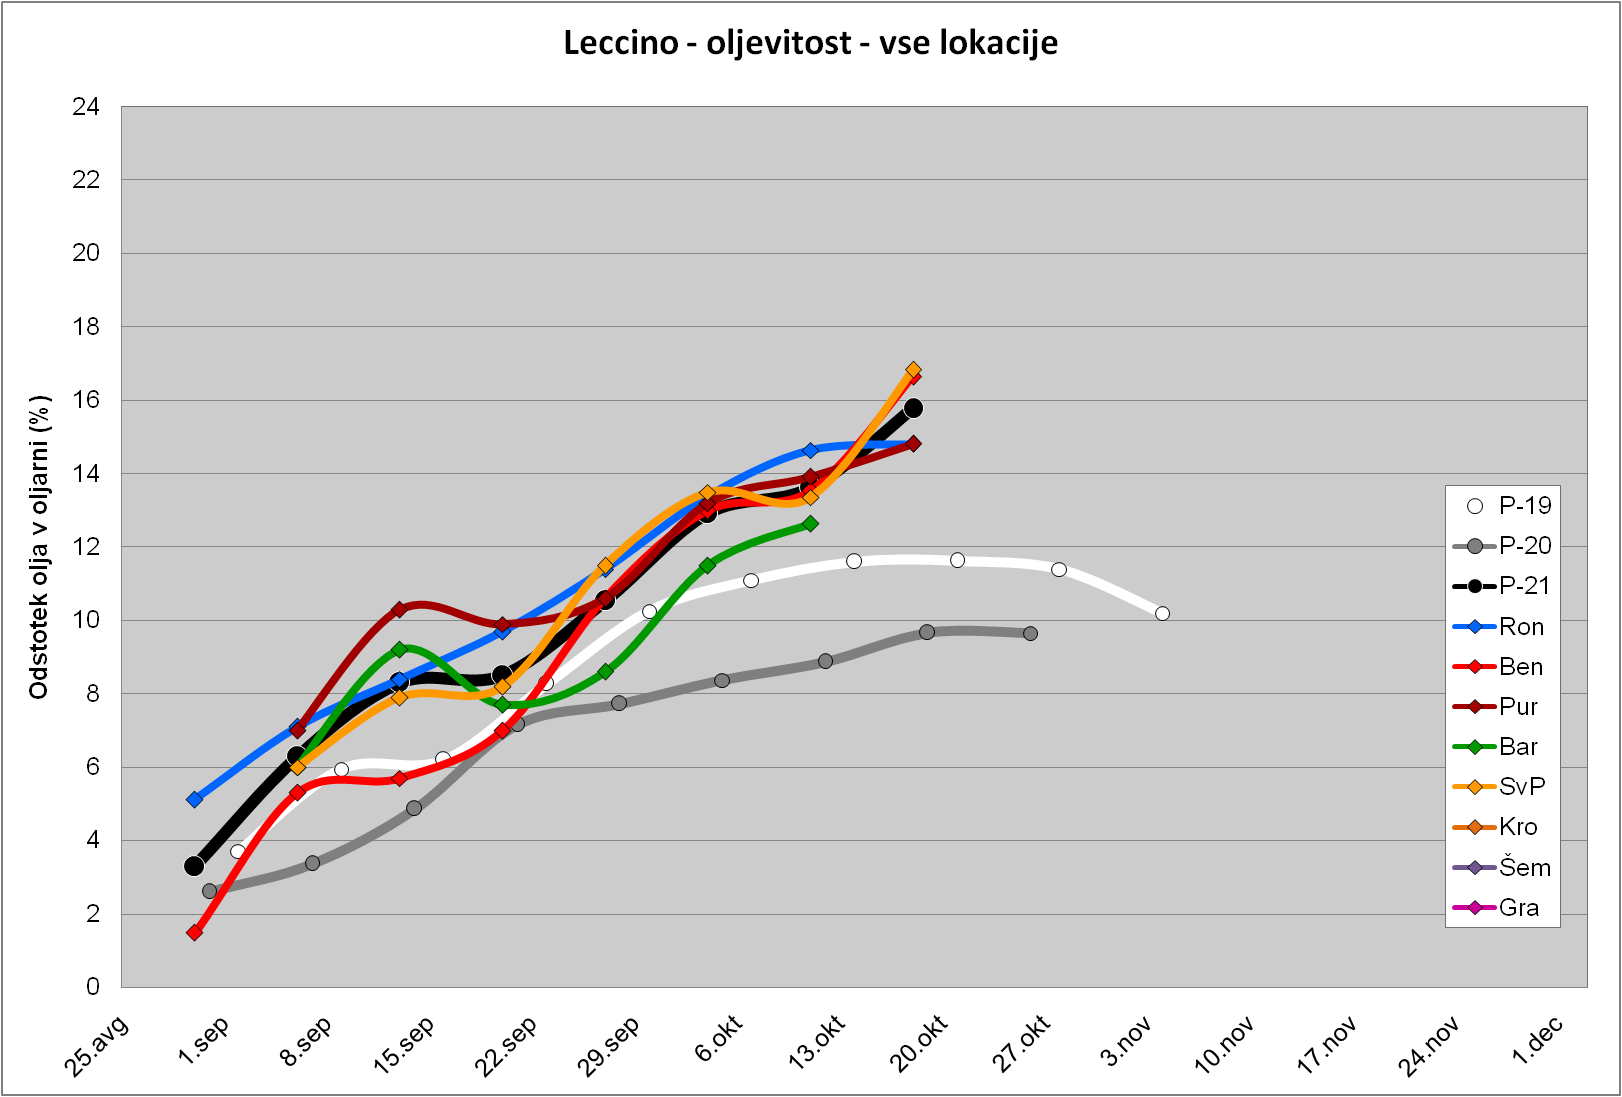 Leccino - oljevitost - vse lokacije
Odstotek olja v oljarni (%)
24
22
20
18
16
14
12
10
8
6
4
2
0
25.avg
1.sep
8.sep
15.sep
22.sep
29.sep
6.okt
13.okt
20.okt
27.okt
3.nov
10.nov
17.nov
24.nov
1.dec
P-19
P-20
P-21
Ron
Ben
Pur
Bar
SvP
Kro
Šem
Gra